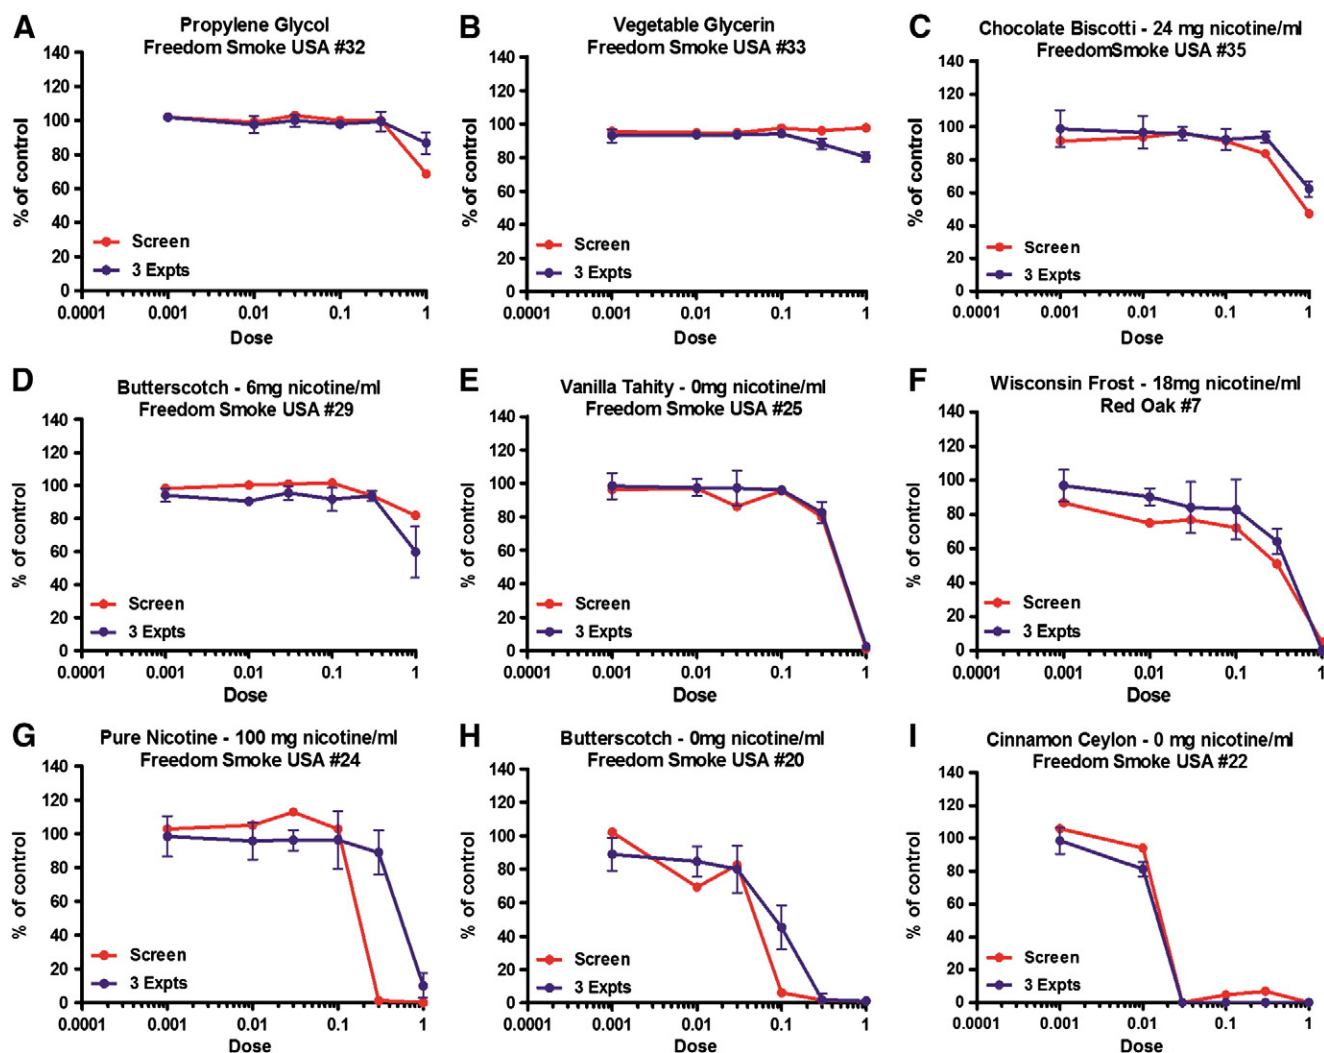 A
Propylene Glycol
Freedom Smoke USA #32
140
120
100
80
60
40
20
0
% of control
Screen
3 Expts
0.0001
0.001
0.01
0.1
1
Dose
B
Vegetable Glycerin
Freedom Smoke USA #33
140
120
100
80
60
40
20
0
% of control
Screen
3 Expts
0.0001
0.001
0.01
0.1
1
Dose
C
Chocolate Biscotti - 24 mg nicotine/ml
FreedomSmoke USA #35
140
120
100
80
60
40
20
0
% of control
Screen
3 Expts
0.0001
0.001
0.01
0.1
1
Dose
D
Butterscotch - 6mg nicotine/ml
Freedom Smoke USA #29
140
120
100
80
60
40
20
0
% of control
Screen
3 Expts
0.0001
0.001
0.01
0.1
1
Dose
E
Vanilla Tahity - 0mg nicotine/ml
Freedom Smoke USA #25
140
120
100
80
60
40
20
0
% of control
Screen
3 Expts
0.0001
0.001
0.01
0.1
1
Dose
F
Wisconsin Frost - 18mg nicotine/ml
Red Oak #7
140
120
100
80
60
40
20
0
% of control
Screen
3 Expts
0.0001
0.001
0.01
0.1
1
Dose
G
Pure Nicotine - 100 mg nicotine/ml
Freedom Smoke USA #24
140
120
100
80
60
40
20
0
% of control
Screen
3 Expts
0.0001
0.001
0.01
0.1
1
Dose
H
Butterscotch - 0mg nicotine/ml
Freedom Smoke USA #20
140
120
100
80
60
40
20
0
% of control
Screen
3 Expts
0.0001
0.001
0.01
0.1
1
Dose
I
Cinnamon Ceylon - 0 mg nicotine/ml
Freedom Smoke USA #22
140
120
100
80
60
40
20
0
% of control
Screen
3 Expts
0.0001
0.001
0.01
0.1
1
Dose